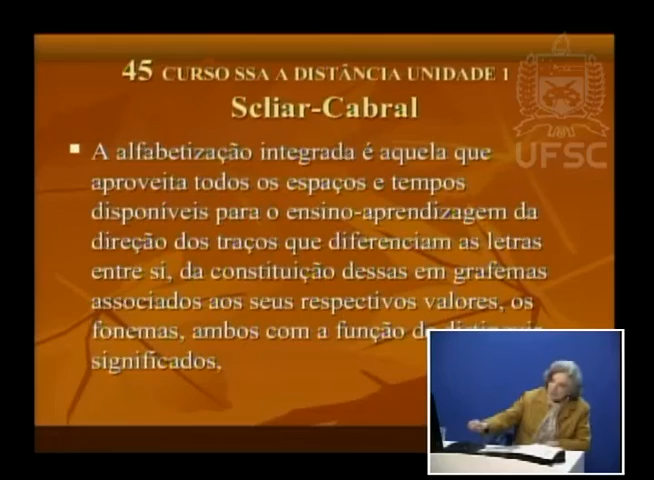 45 CURSO SSA A DISTÂNCIA UNIDADE 1
Scliar-Cabral
UFSC
A alfabetização integrada é aquela que
aproveita todos os espaços e tempos
disponíveis para o ensino-aprendizagem da
direção dos traços que diferenciam as letras
entre si, da constituição dessas em grafemas
associados aos seus respectivos valores, os
fonemas, ambos com a função
significados,